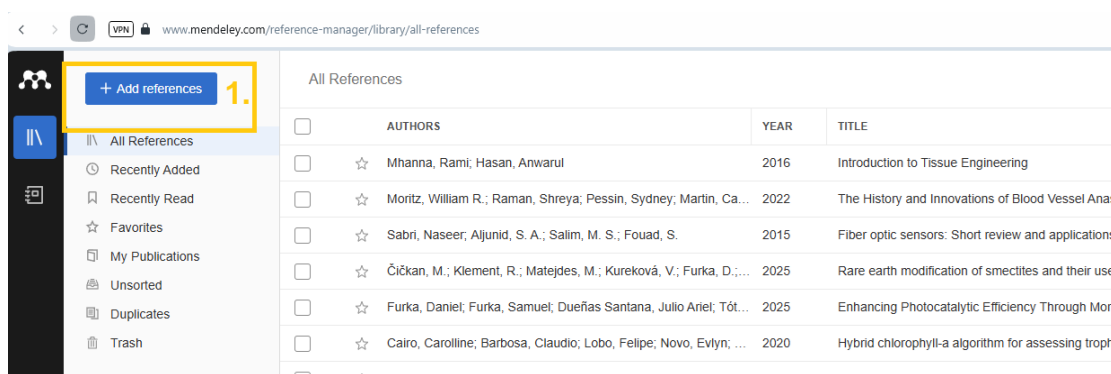 VPN www.mendeley.com/reference-manager/library/all-references
+ Add references
1.
All References
Recently Added
Recently Read
Favorites
My Publications
Unsorted
Duplicates
Trash
All References
AUTHORS YEAR TITLE
Mhanna, Rami; Hasan, Anwarul 2016 Introduction to Tissue Engineering
Moritz, William R.; Raman, Shreya; Pessin, Sydney; Martin, Ca... 2022 The History and Innovations of Blood Vessel Anas
Sabri, Naseer; Aljunid, S. A.; Salim, M. S.; Fouad, S. 2015 Fiber optic sensors: Short review and applications
Čičkan, M.; Klement, R.; Matejdes, M.; Kureková, V.; Furka, D.;... 2025 Rare earth modification of smectites and their use
Furka, Daniel; Furka, Samuel; Dueñas Santana, Julio Ariel; Tót... 2025 Enhancing Photocatalytic Efficiency Through Mor
Cairo, Carolline; Barbosa, Claudio; Lobo, Felipe; Novo, Evlyn; ... 2020 Hybrid chlorophyll-a algorithm for assessing troph